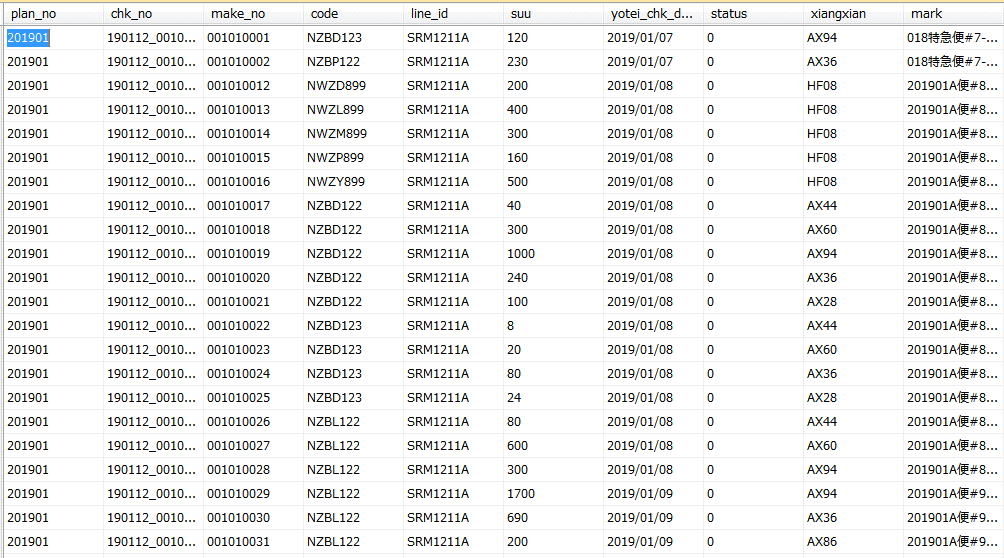 plan_no chk_no make_no code line_id suu yotei_chk_d... status xiangxian mark
201901 190112_0010... 001010001 NZBD123 SRM1211A 120 2019/01/07 0 AX94 018特急便#7-...
201901 190112_0010... 001010002 NZBP122 SRM1211A 230 2019/01/07 0 AX36 018特急便#7-...
201901 190112_0010... 001010012 NWZD899 SRM1211A 200 2019/01/08 0 HF08 201901A便#8...
201901 190112_0010... 001010013 NWZL899 SRM1211A 400 2019/01/08 0 HF08 201901A便#8...
201901 190112_0010... 001010014 NWZM899 SRM1211A 300 2019/01/08 0 HF08 201901A便#8...
201901 190112_0010... 001010015 NWZP899 SRM1211A 160 2019/01/08 0 HF08 201901A便#8...
201901 190112_0010... 001010016 NWZY899 SRM1211A 500 2019/01/08 0 HF08 201901A便#8...
201901 190112_0010... 001010017 NZBD122 SRM1211A 40 2019/01/08 0 AX44 201901A便#8...
201901 190112_0010... 001010018 NZBD122 SRM1211A 300 2019/01/08 0 AX60 201901A便#8...
201901 190112_0010... 001010019 NZBD122 SRM1211A 1000 2019/01/08 0 AX94 201901A便#8...
201901 190112_0010... 001010020 NZBD122 SRM1211A 240 2019/01/08 0 AX36 201901A便#8...
201901 190112_0010... 001010021 NZBD122 SRM1211A 100 2019/01/08 0 AX28 201901A便#8...
201901 190112_0010... 001010022 NZBD123 SRM1211A 8 2019/01/08 0 AX44 201901A便#8...
201901 190112_0010... 001010023 NZBD123 SRM1211A 20 2019/01/08 0 AX60 201901A便#8...
201901 190112_0010... 001010024 NZBD123 SRM1211A 80 2019/01/08 0 AX36 201901A便#8...
201901 190112_0010... 001010025 NZBD123 SRM1211A 24 2019/01/08 0 AX28 201901A便#8...
201901 190112_0010... 001010026 NZBL122 SRM1211A 80 2019/01/08 0 AX44 201901A便#8...
201901 190112_0010... 001010027 NZBL122 SRM1211A 600 2019/01/08 0 AX60 201901A便#8...
201901 190112_0010... 001010028 NZBL122 SRM1211A 300 2019/01/08 0 AX94 201901A便#8...
201901 190112_0010... 001010029 NZBL122 SRM1211A 1700 2019/01/09 0 AX94 201901A便#9...
201901 190112_0010... 001010030 NZBL122 SRM1211A 690 2019/01/09 0 AX36 201901A便#9...
201901 190112_0010... 001010031 NZBL122 SRM1211A 200 2019/01/09 0 AX86 201901A便#9...